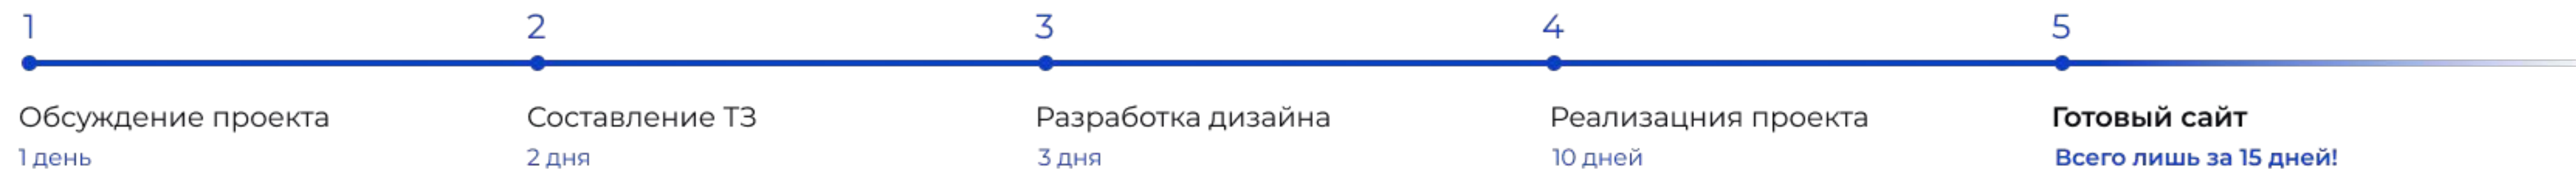 1
2
3
4
5
Обсуждение проекта
Составление ТЗ
Разработка дизайна
Реализацния проекта
Готовый сайт
1 день
2 дня
3 дня
10 дней
Всего лишь за 15 дней!